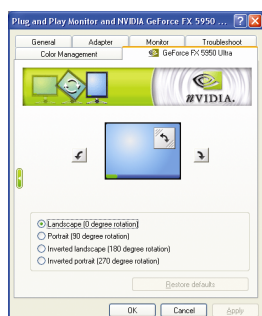 Plug and Play Monitor and NVIDIA GeForce FX 5950 ...
General Adapter Monitor Troubleshoot
Color Management GeForce FX 5950 Ultra
nVIDIA.
Landscape (0 degree rotation)
Portrait (90 degree rotation)
Inverted landscape (180 degree rotation)
Inverted portrait (270 degree rotation)
Restore defaults
OK Cancel Apply